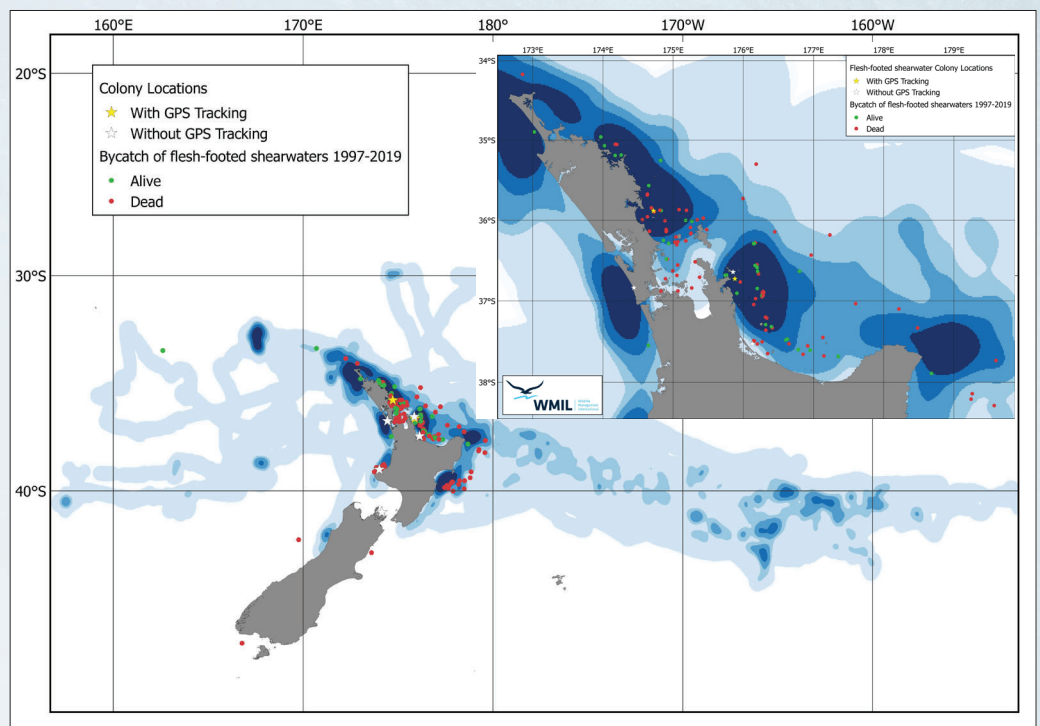 160°E 170°E 180° 170°W 160°W
20°S
30°S
40°S
Colony Locations
With GPS Tracking
Without GPS Tracking
Bycatch of flesh-footed shearwaters 1997-2019
Alive
Dead
173°E 174°E 175°E 176°E 177°E 178°E 179°E
34°S
35°S
36°S
37°S
38°S
Flesh-footed shearwater Colony Locations
With GPS Tracking
Without GPS Tracking
Bycatch of flesh-footed shearwaters 1997-2019
Alive
Dead
WMIL
Wildlife
Management
International